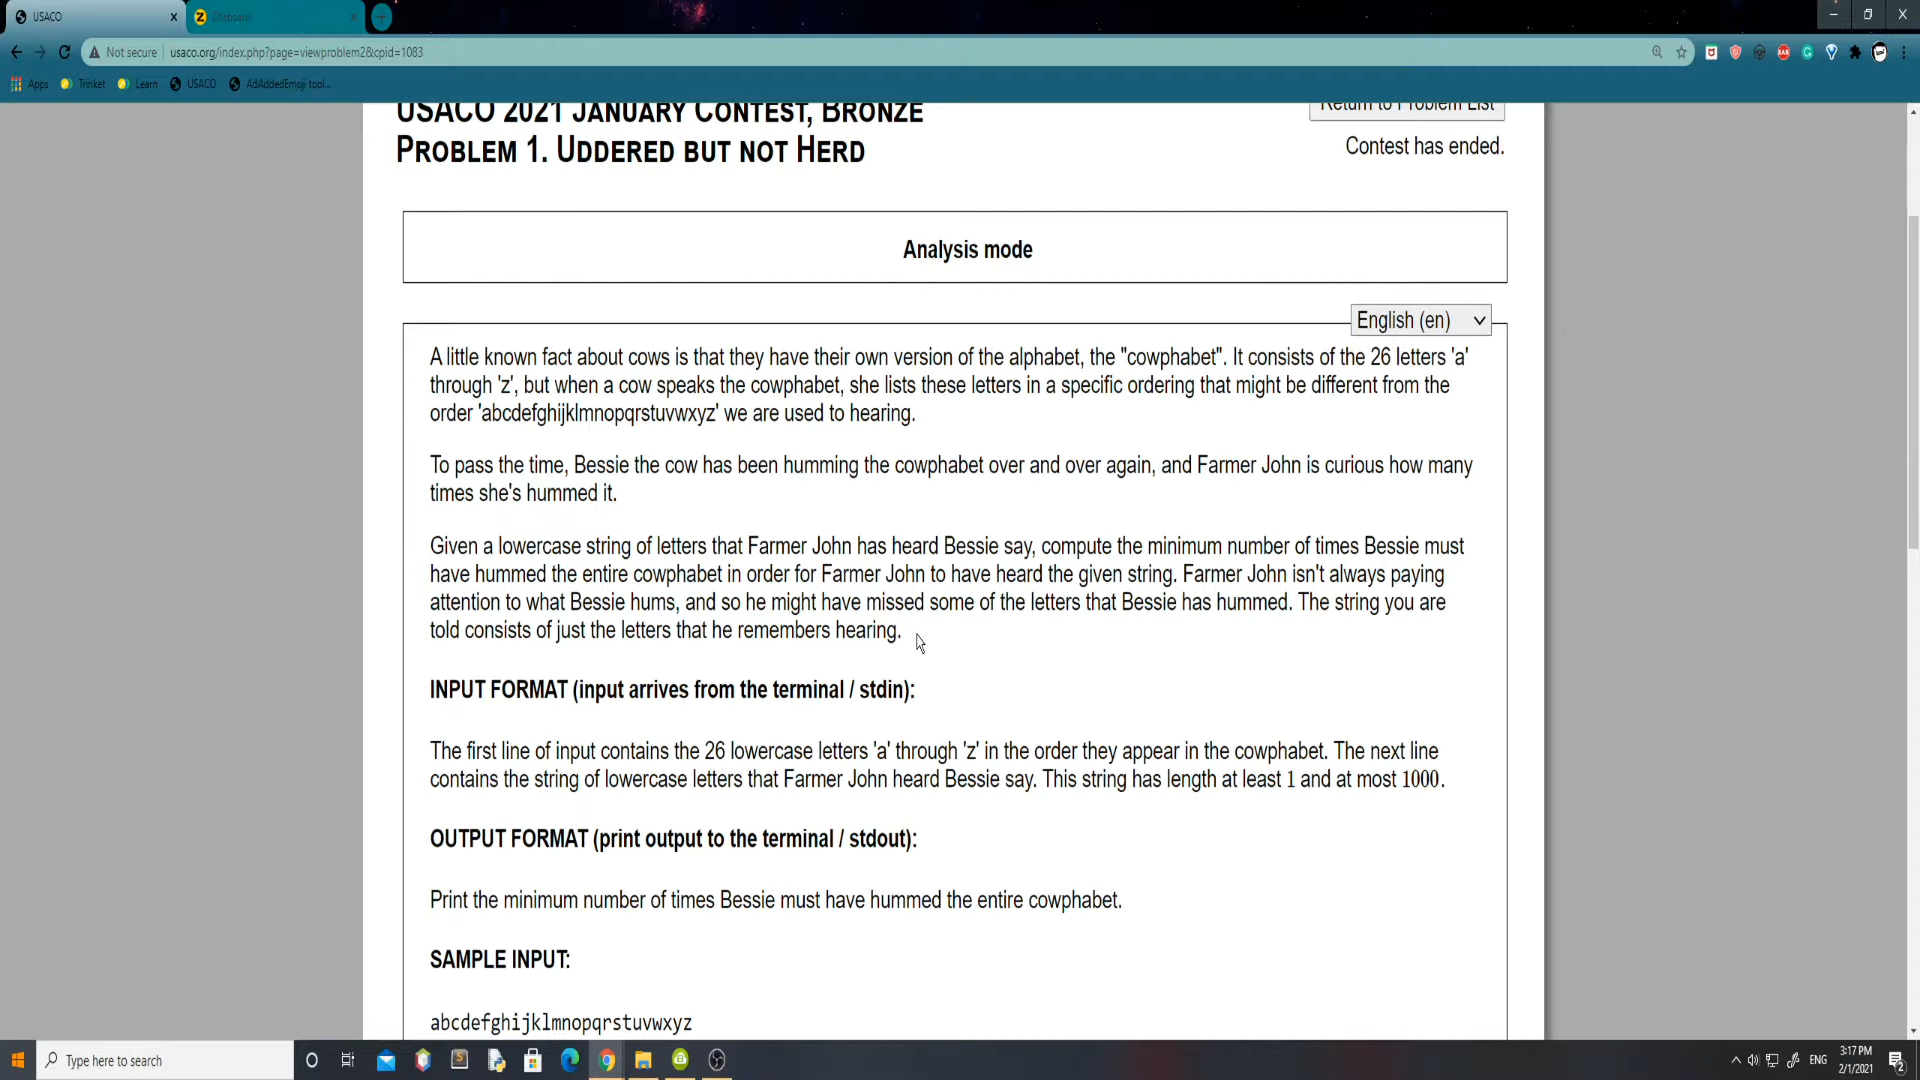 USACO
Ziteboard
Not secure | usaco.org/index.php?page=viewproblem2&cpid=1083
Apps Trinket Learn USACO AdAddedEmoji tool...
USACO 2021 JANUARY CONTEST, BRONZE
PROBLEM 1. UDDERED BUT NOT HERD
Return to Problem List
Contest has ended.
Analysis mode
English (en)
A little known fact about cows is that they have their own version of the alphabet, the "cowphabet". It consists of the 26 letters 'a'
through 'z', but when a cow speaks the cowphabet, she lists these letters in a specific ordering that might be different from the
order 'abcdefghijklmnopqrstuvwxyz' we are used to hearing.
To pass the time, Bessie the cow has been humming the cowphabet over and over again, and Farmer John is curious how many
times she's hummed it.
Given a lowercase string of letters that Farmer John has heard Bessie say, compute the minimum number of times Bessie must
have hummed the entire cowphabet in order for Farmer John to have heard the given string. Farmer John isn't always paying
attention to what Bessie hums, and so he might have missed some of the letters that Bessie has hummed. The string you are
told consists of just the letters that he remembers hearing.
INPUT FORMAT (input arrives from the terminal / stdin):
The first line of input contains the 26 lowercase letters 'a' through 'z' in the order they appear in the cowphabet. The next line
contains the string of lowercase letters that Farmer John heard Bessie say. This string has length at least 1 and at most 1000.
OUTPUT FORMAT (print output to the terminal / stdout):
Print the minimum number of times Bessie must have hummed the entire cowphabet.
SAMPLE INPUT:
abcdefghijklmnopqrstuvwxyz
Type here to search
ENG
3:17 PM
2/1/2021
2